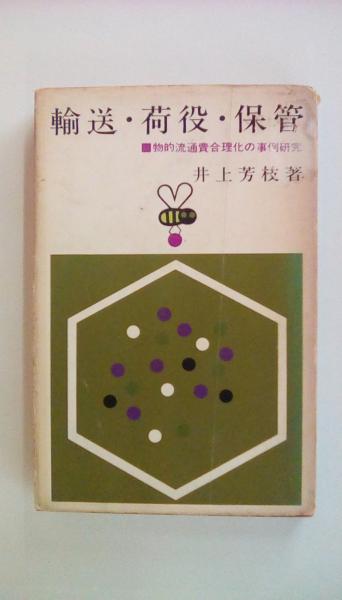 輸送・荷役・保管
■物的流通費合理化の事例研究
井上芳枝著